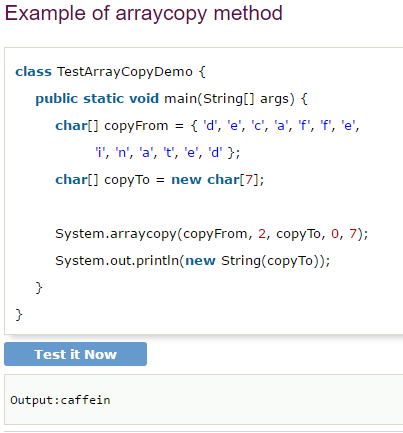 Example of arraycopy method
class TestArrayCopyDemo {
public static void main(String[] args) {
char[] copyFrom = { 'd', 'e', 'c', 'a', 'f', 'f', 'e',
'i', 'n', 'a', 't', 'e', 'd' };
char[] copyTo = new char[7];
System.arraycopy(copyFrom, 2, copyTo, 0, 7);
System.out.println(new String(copyTo));
}
}
Test it Now
Output:caffein